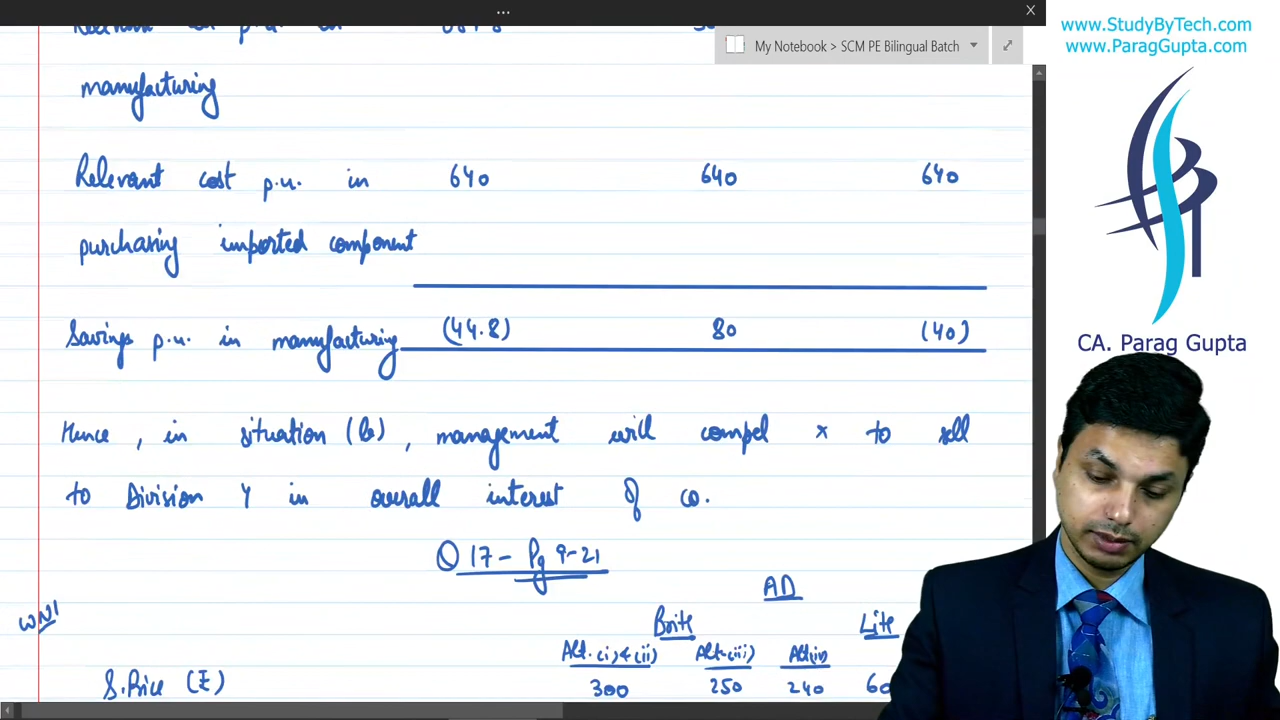 ...
www.StudyByTech.com
www.ParagGupta.com
My Notebook > SCM PE Bilingual Batch
manufacturing
Relevant cost p.u. in 640 640 640
purchasing imported component
Savings p.u. in manufacturing (44.8) 80 (40)
CA. Parag Gupta
Hence, in situation (b), management will compel x to sell
to Division Y in overall interest of co.
Q 17 - Pg 9-21
AD
WN1
Brite Lite
Alt. (i) & (ii) Alt. (iii) Alt (iv)
S. Price (₹) 300 250 240